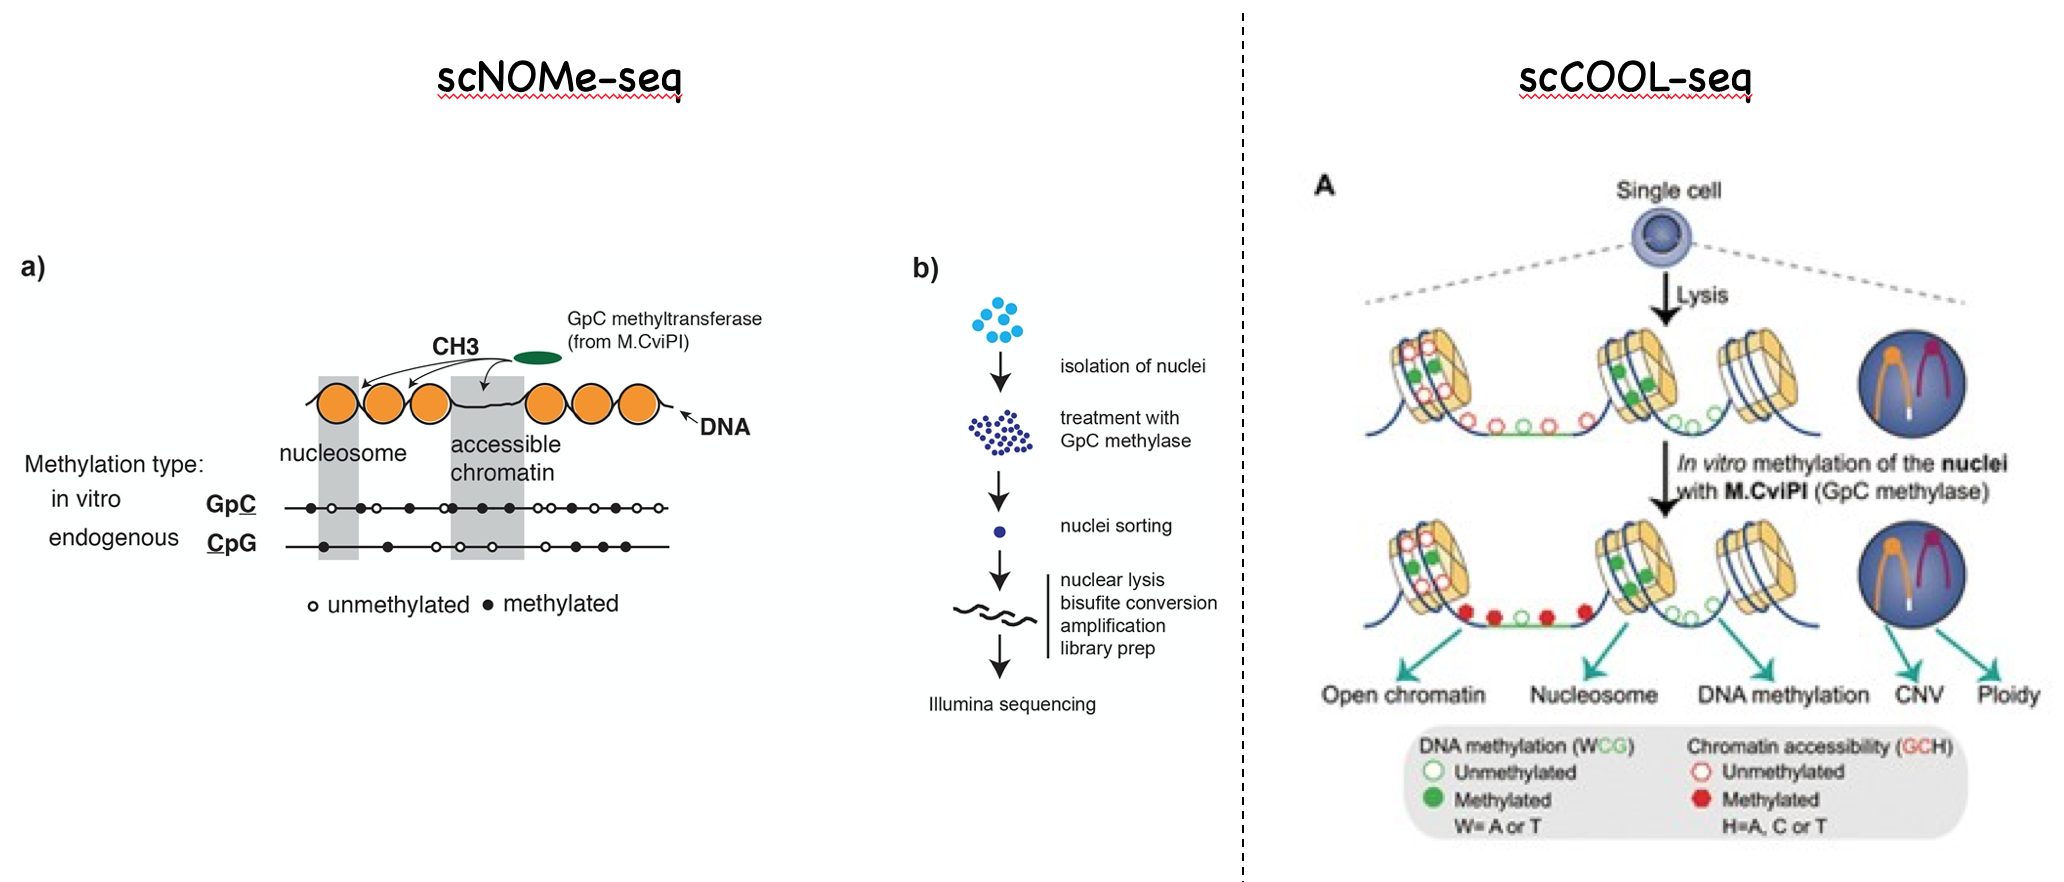 scNOMe-seq
a)
GpC methyltransferase
(from M.CviPI)
CH3
DNA
nucleosome
accessible
chromatin
Methylation type:
in vitro
GpC
endogenous
CpG
unmethylated
methylated
b)
isolation of nuclei
treatment with
GpC methylase
nuclei sorting
nuclear lysis
bisufite conversion
amplification
library prep
Illumina sequencing
scCOOL-seq
A
Single cell
Lysis
In vitro methylation of the nuclei
with M.CviPI (GpC methylase)
Open chromatin
Nucleosome
DNA methylation
CNV
Ploidy
DNA methylation (WCG)
Unmethylated
Methylated
W= A or T
Chromatin accessibility (GCH)
Unmethylated
Methylated
H=A, C or T